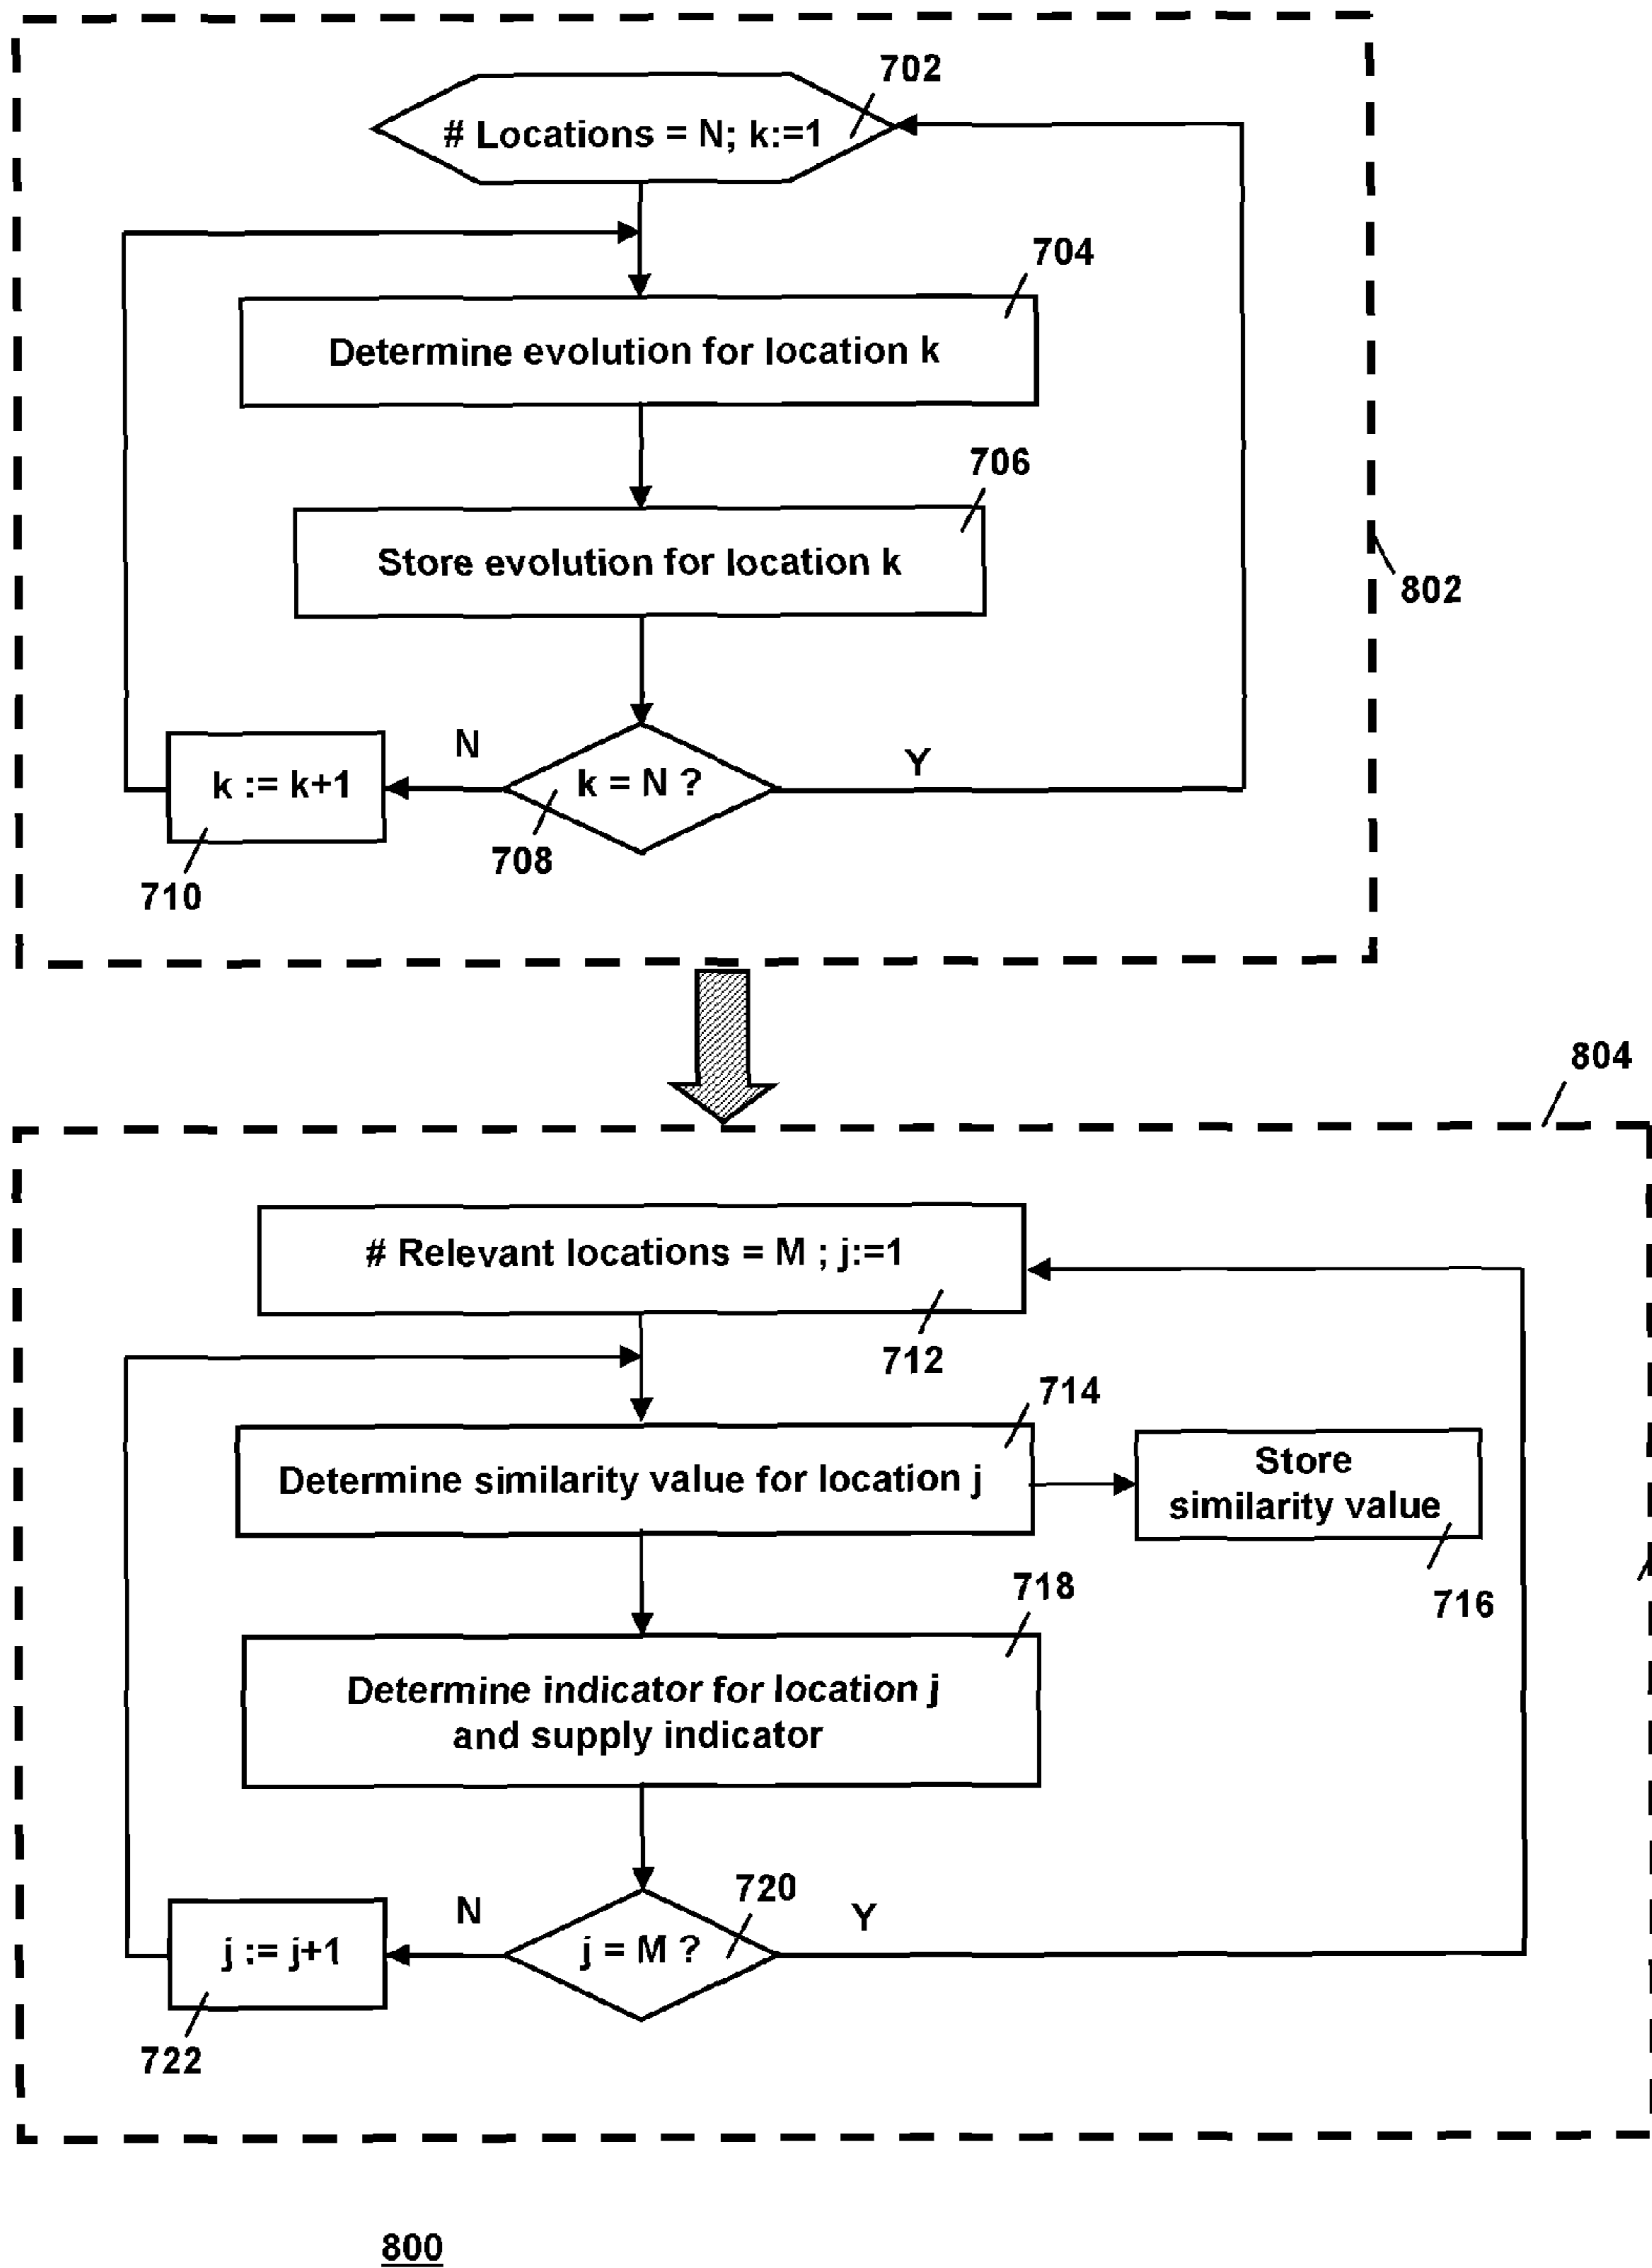 702
# Locations = N; k:=1
704
Determine evolution for location k
706
Store evolution for location k
802
N
Y
k := k+1
k = N ?
708
710
804
# Relevant locations = M ; j:=1
712
714
Determine similarity value for location j
Store
similarity value
716
718
Determine indicator for location j
and supply indicator
720
N
Y
j := j+1
j = M ?
722
800